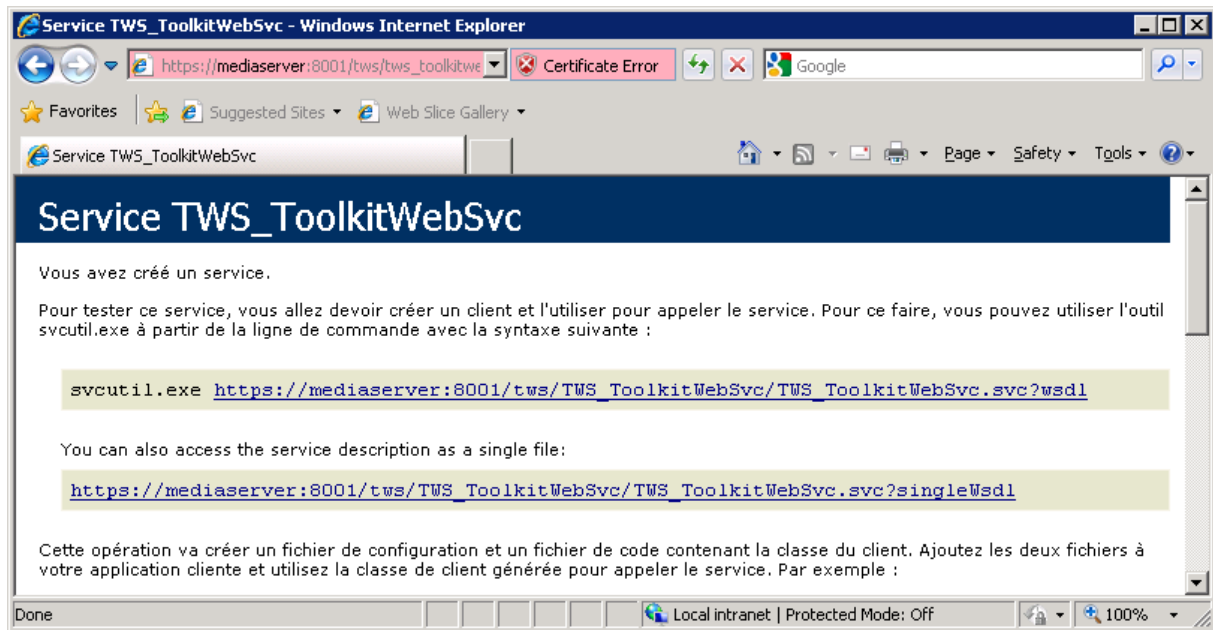 Service TWS_ToolkitWebSvc - Windows Internet Explorer
https://mediaserver:8001/tws/tws_toolkitwe
Certificate Error
Google
Favorites
Suggested Sites
Web Slice Gallery
Service TWS_ToolkitWebSvc
Page
Safety
Tools
Service TWS_ToolkitWebSvc
Vous avez créé un service.
Pour tester ce service, vous allez devoir créer un client et l'utiliser pour appeler le service. Pour ce faire, vous pouvez utiliser l'outil
svcutil.exe à partir de la ligne de commande avec la syntaxe suivante :
svcutil.exe https://mediaserver:8001/tws/TWS_ToolkitWebSvc/TWS_ToolkitWebSvc.svc?wsdl
You can also access the service description as a single file:
https://mediaserver:8001/tws/TWS_ToolkitWebSvc/TWS_ToolkitWebSvc.svc?singleWsdl
Cette opération va créer un fichier de configuration et un fichier de code contenant la classe du client. Ajoutez les deux fichiers à
votre application cliente et utilisez la classe de client générée pour appeler le service. Par exemple :
Done
Local intranet | Protected Mode: Off
100%